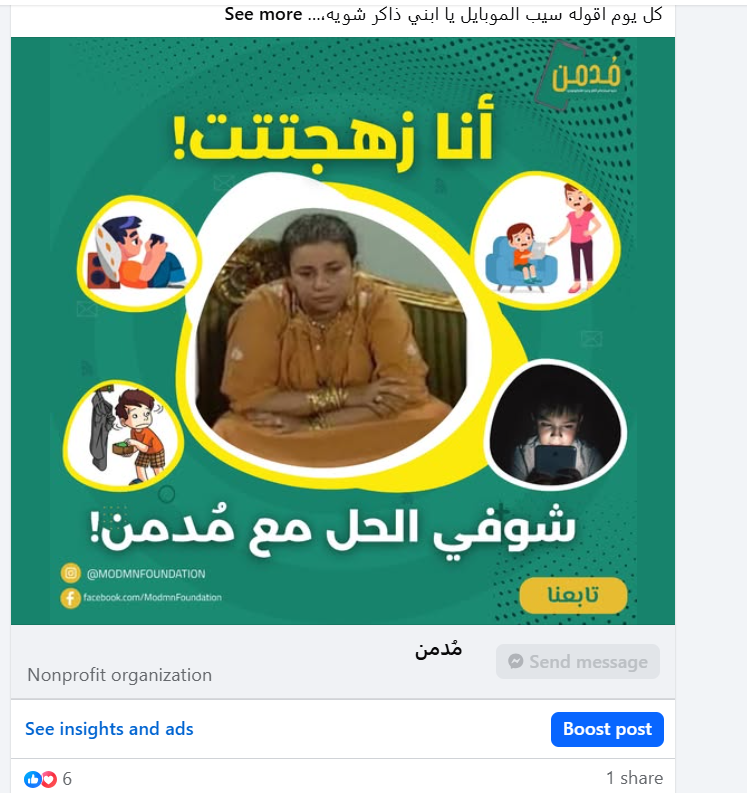 كل يوم اقوله سيب الموبايل يا ابني ذاكر شويه،... See more
مُدمن
أنا زهجتتت!
شوفي الحل مع مُدمن!
@MODMNFOUNDATION
facebook.com/ModmnFoundation
تابعنا
مُدمن
Nonprofit organization
Send message
See insights and ads
Boost post
6
1 share